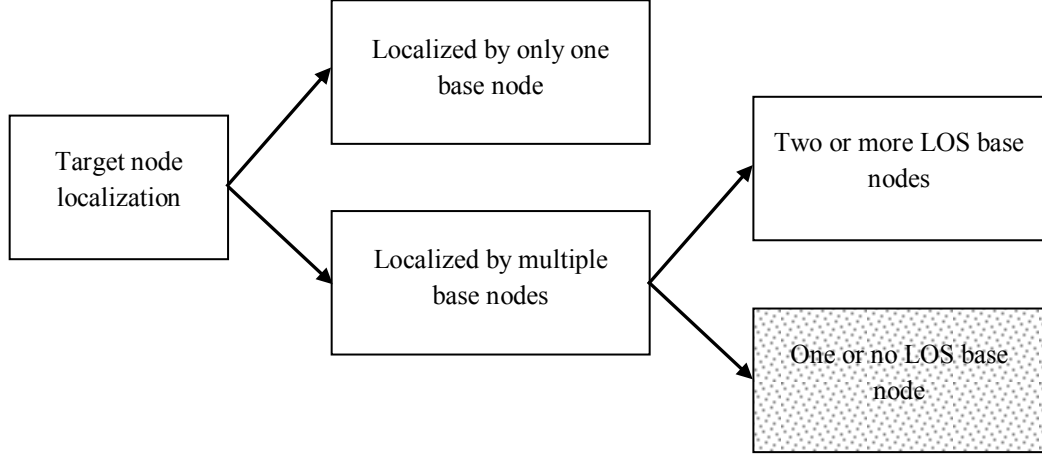 Localized by only one
base node
Target node
localization
Two or more LOS base
nodes
Localized by multiple
base nodes
One or no LOS base
node